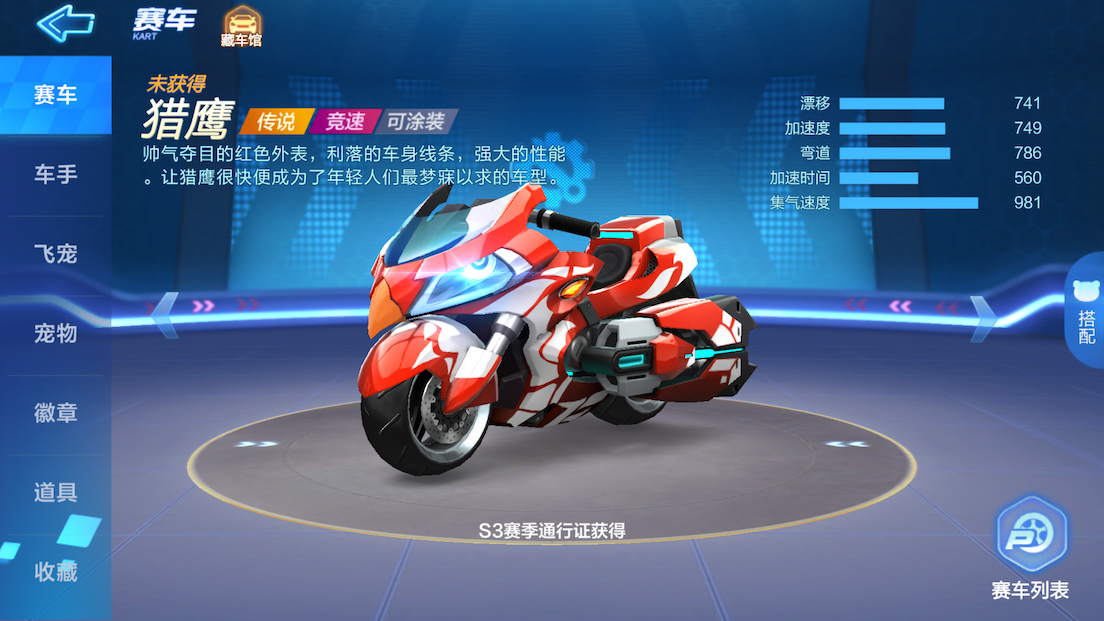 赛车
KART
藏车馆
赛车
车手
飞宠
宠物
徽章
道具
收藏
未获得
猎鹰 传说 竞速 可涂装
帅气夺目的红色外表，利落的车身线条，强大的性能
。让猎鹰很快便成为了年轻人们最梦寐以求的车型。
漂移 741
加速度 749
弯道 786
加速时间 560
集气速度 981
搭配
S3赛季通行证获得
赛车列表